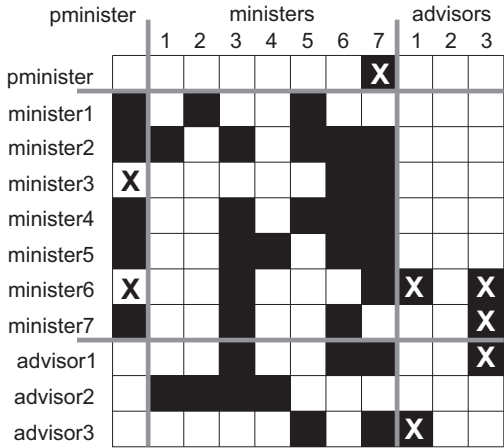 pminister ministers advisors
1 2 3 4 5 6 7 1 2 3
pminister X
minister1
minister2
minister3 X
minister4
minister5
minister6 X X X
minister7 X
advisor1 X
advisor2
advisor3 X